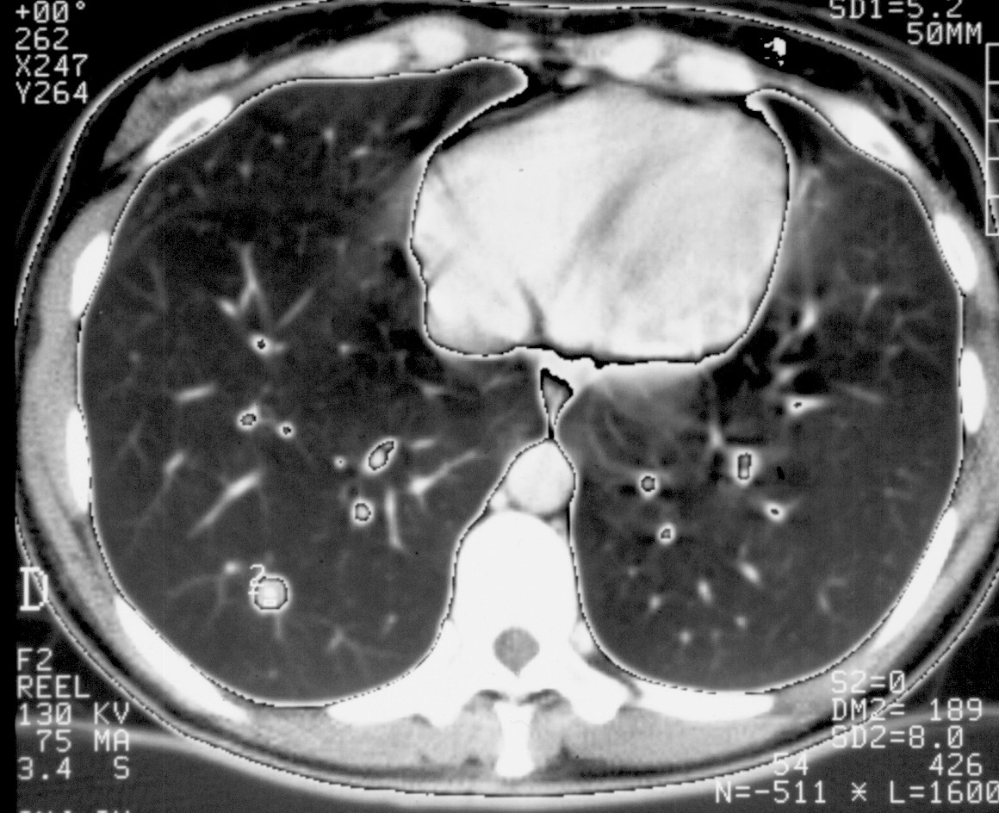 +00°
262
X247
Y264
SD1=5.2
50MM
2
D
F2
REEL
130 KV
75 MA
3.4 S
S2=0
DM2= 189
SD2=8.0
54 426
N=-511 * L=1600